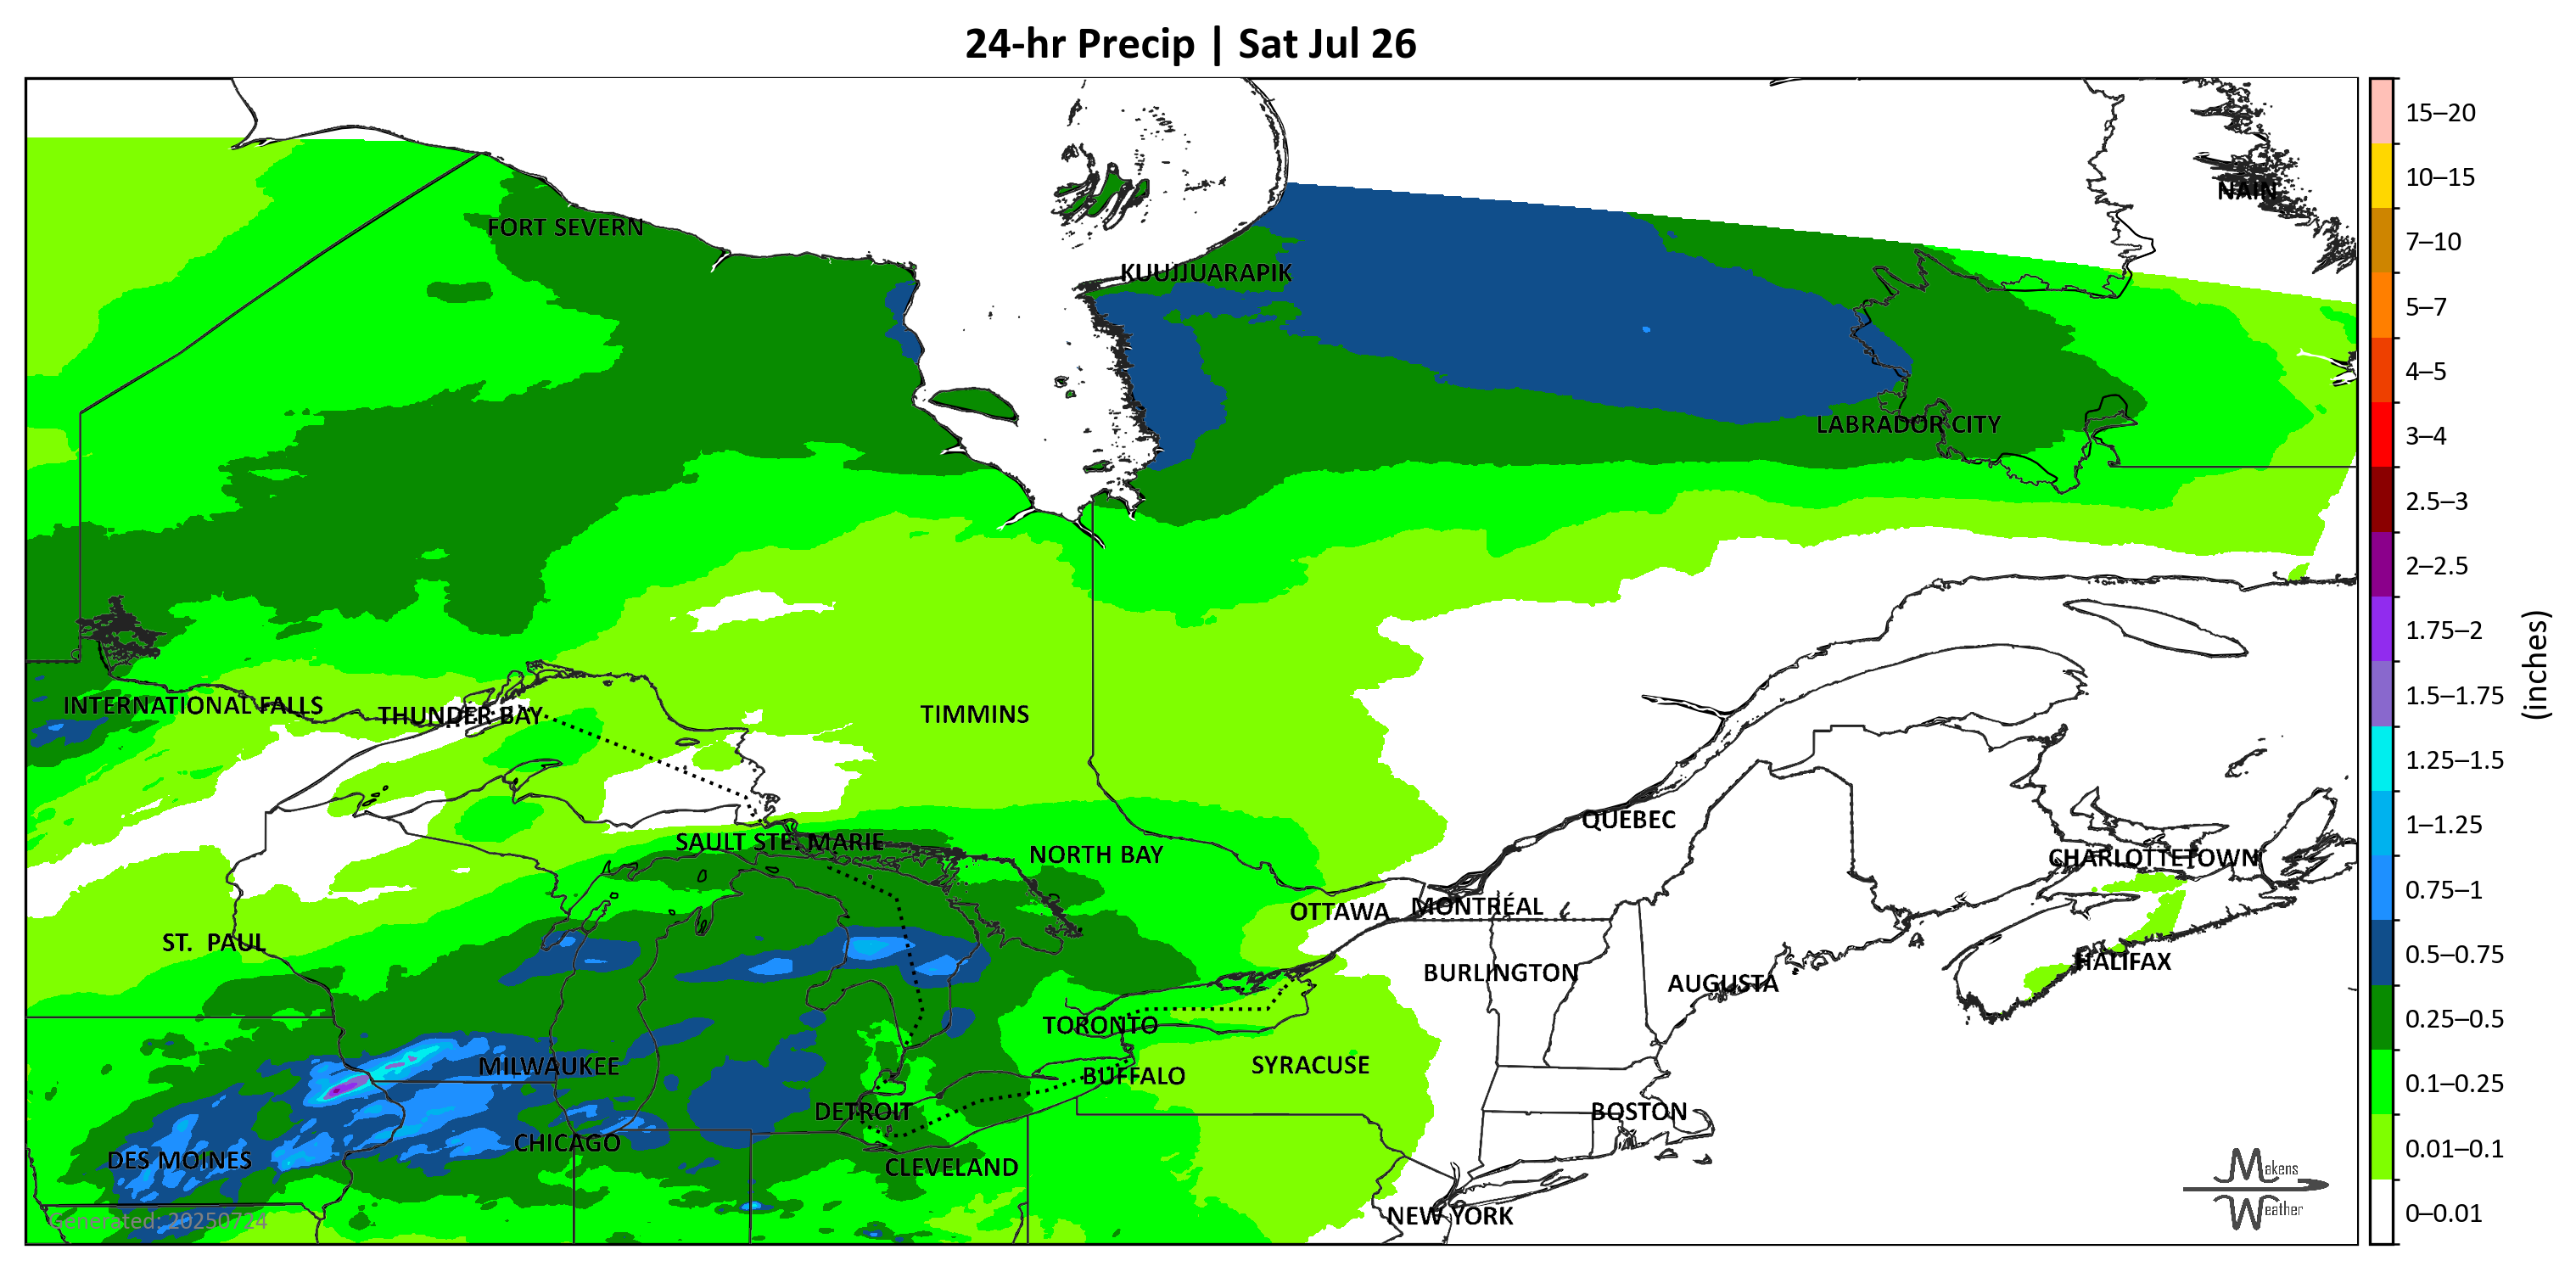 24-hr Precip | Sat Jul 26
NAIN
FORT SEVERN
KUUJJUARAPIK
LABRADOR CITY
INTERNATIONAL FALLS
THUNDER BAY
TIMMINS
SAULT STE. MARIE
NORTH BAY
QUÉBEC
CHARLOTTETOWN
OTTAWA
MONTRÉAL
ST. PAUL
HALIFAX
BURLINGTON
AUGUSTA
TORONTO
MILWAUKEE
SYRACUSE
BUFFALO
DETROIT
BOSTON
CHICAGO
DES MOINES
CLEVELAND
NEW YORK
Generated: 20250724
Makens
Weather
15–20
10–15
7–10
5–7
4–5
3–4
2.5–3
2–2.5
1.75–2
1.5–1.75
1.25–1.5
1–1.25
0.75–1
0.5–0.75
0.25–0.5
0.1–0.25
0.01–0.1
0–0.01
(inches)